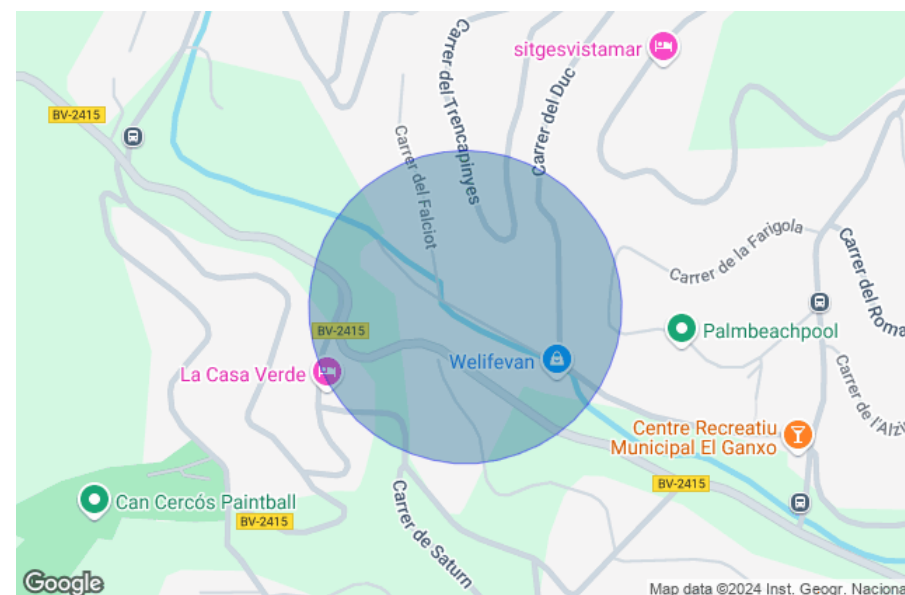 sitgesvistamar
Carrer del Trencapinyes
Carrer del Duc
BV-2415
Carrer del Falciot
Carrer de la Farigola
Carrer del Roma
BV-2415
Palmbeachpool
Welifevan
La Casa Verde
Carrer de l'Alzi
Centre Recreatiu
Municipal El Ganxo
BV-2415
Can Cercós Paintball
BV-2415
Carrer de Saturn
Google
Map data ©2024 Inst. Geogr. Naciona